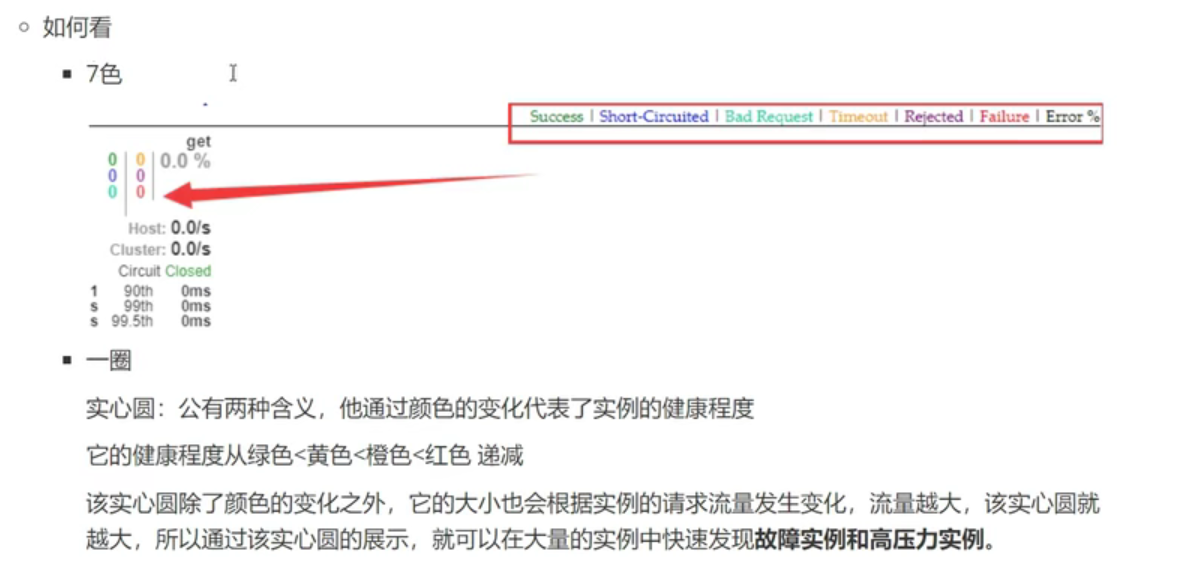 如何看
7色
Success | Short-Circuited | Bad Request | Timeout | Rejected | Failure | Error %
get
0 | 0 | 0.0 %
0 | 0
0 | 0
Host: 0.0/s
Cluster: 0.0/s
Circuit Closed
1 90th 0ms
s 99th 0ms
s 99.5th 0ms
一圈
实心圆：公有两种含义，他通过颜色的变化代表了实例的健康程度
它的健康程度从绿色<黄色<橙色<红色 递减
该实心圆除了颜色的变化之外，它的大小也会根据实例的请求流量发生变化，流量越大，该实心圆就
越大，所以通过该实心圆的展示，就可以在大量的实例中快速发现故障实例和高压力实例。